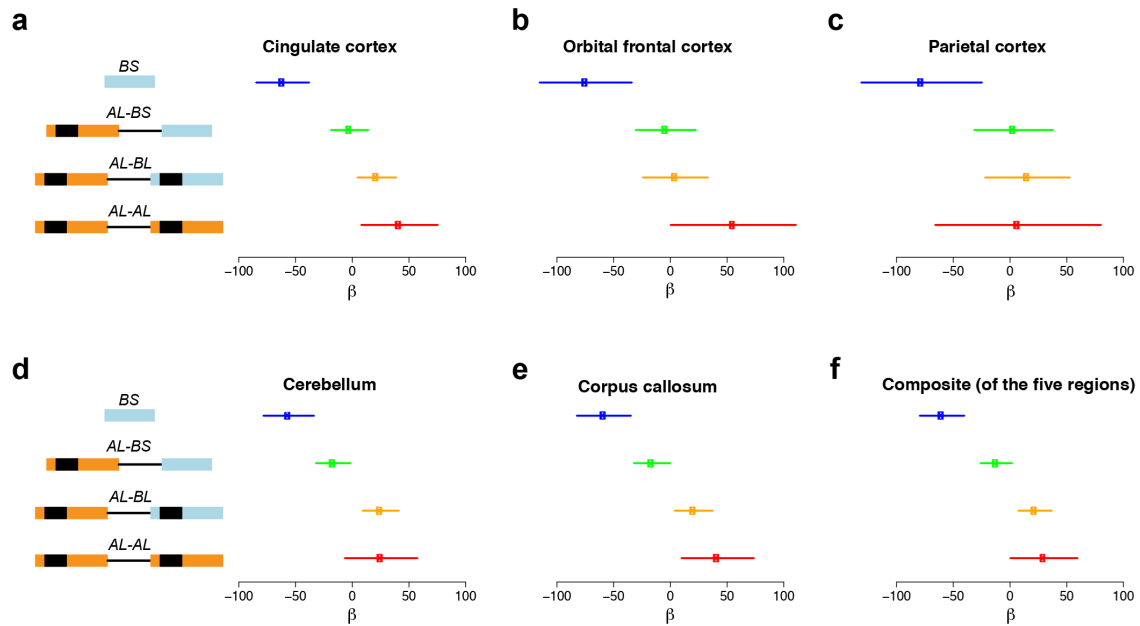 a
b
c
Cingulate cortex
Orbital frontal cortex
Parietal cortex
BS
AL-BS
AL-BL
AL-AL
−100 −50 0 50 100
β
−100 −50 0 50 100
β
−100 −50 0 50 100
β
d
e
f
Cerebellum
Corpus callosum
Composite (of the five regions)
BS
AL-BS
AL-BL
AL-AL
−100 −50 0 50 100
β
−100 −50 0 50 100
β
−100 −50 0 50 100
β